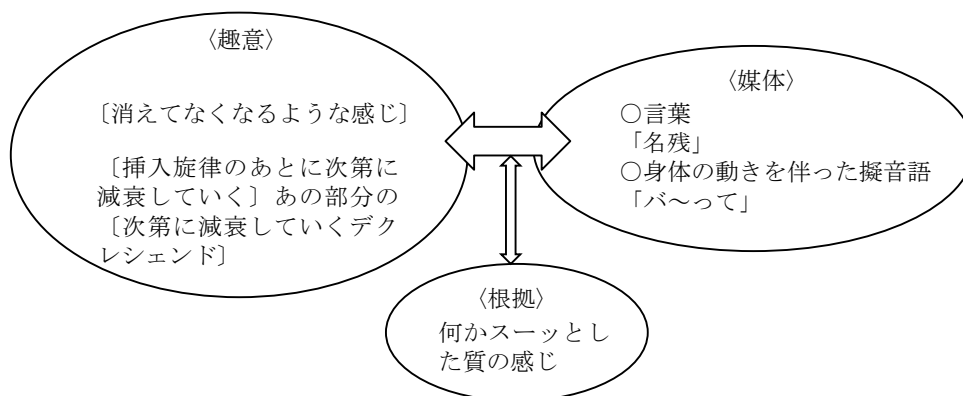 〈趣意〉
〔消えてなくなるような感じ〕
〔挿入旋律のあとに次第に
減衰していく〕あの部分の
〔次第に減衰していくデク
レシェンド〕
〈媒体〉
○言葉
「名残」
○身体の動きを伴った擬音語
「バ～って」
〈根拠〉
何かスーッとし
た質の感じ